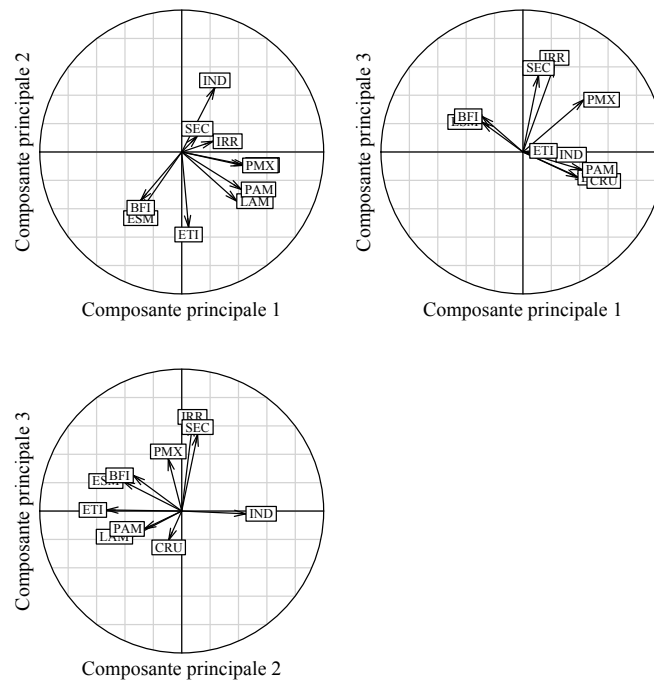 Composante principale 2
IND
SEC
IRR
PMX
PAM
LAM
BFI
ESM
ETI
Composante principale 1
Composante principale 3
IRR
SEC
PMX
BFI
ETI
IND
PAM
CRU
Composante principale 1
Composante principale 3
IRR
SEC
PMX
BFI
ESM
ETI
IND
PAM
LAM
CRU
Composante principale 2